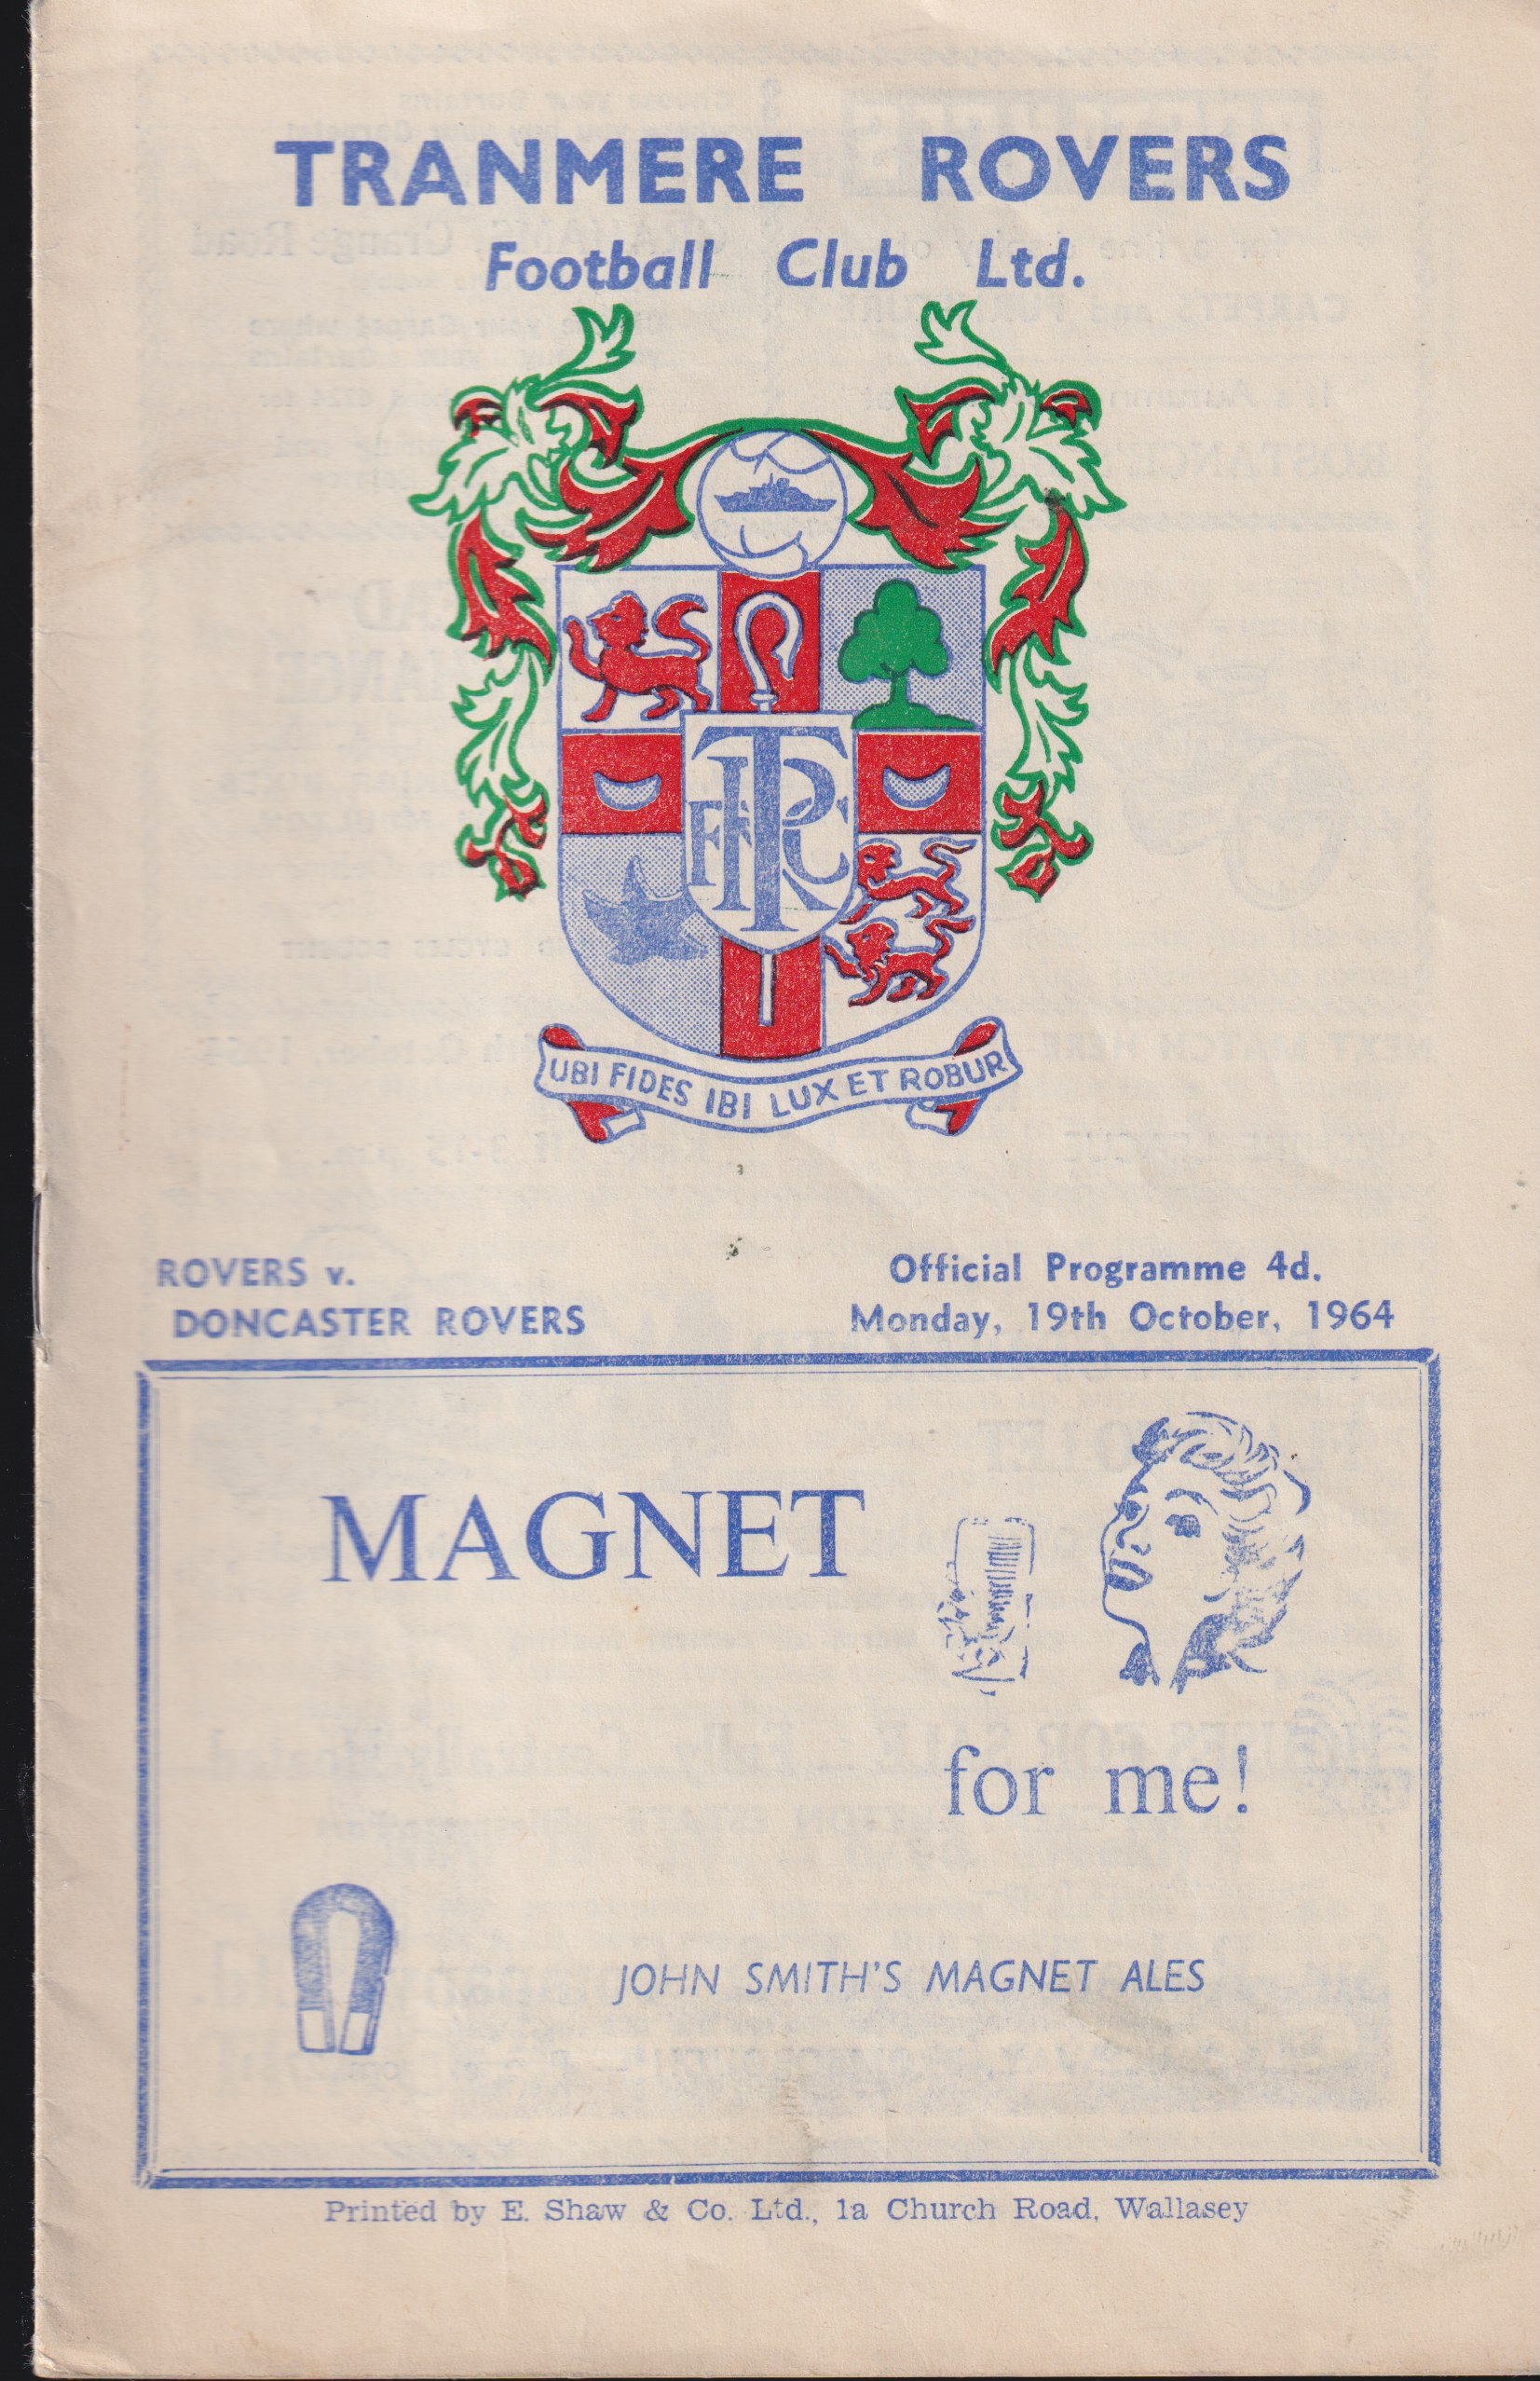 TRANMERE ROVERS
Football Club Ltd.
TRFC
UBI FIDES IBI LUX ET ROBUR
ROVERS v.
DONCASTER ROVERS
Official Programme 4d.
Monday, 19th October, 1964
MAGNET
for me!
JOHN SMITH'S MAGNET ALES
Printed by E. Shaw & Co. Ltd., 1a Church Road, Wallasey